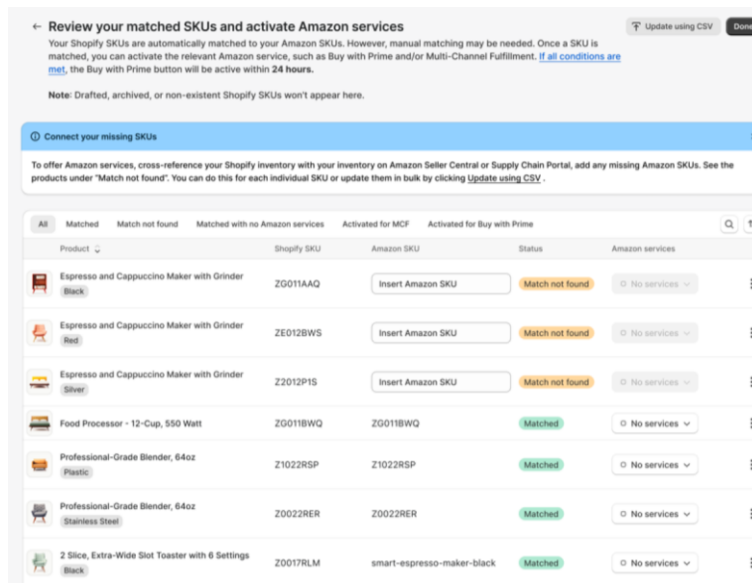 ← Review your matched SKUs and activate Amazon services
Update using CSV
Done
Your Shopify SKUs are automatically matched to your Amazon SKUs. However, manual matching may be needed. Once a SKU is
matched, you can activate the relevant Amazon service, such as Buy with Prime and/or Multi-Channel Fulfillment. If all conditions are
met, the Buy with Prime button will be active within 24 hours.
Note: Drafted, archived, or non-existent Shopify SKUs won't appear here.
Connect your missing SKUs
To offer Amazon services, cross-reference your Shopify inventory with your inventory on Amazon Seller Central or Supply Chain Portal, add any missing Amazon SKUs. See the
products under "Match not found". You can do this for each individual SKU or update them in bulk by clicking Update using CSV .
All Matched Match not found Matched with no Amazon services Activated for MCF Activated for Buy with Prime
Product Shopify SKU Amazon SKU Status Amazon services
Espresso and Cappuccino Maker with Grinder
Black
ZG011AAQ Insert Amazon SKU Match not found No services
Espresso and Cappuccino Maker with Grinder
Red
ZE012BWS Insert Amazon SKU Match not found No services
Espresso and Cappuccino Maker with Grinder
Silver
Z2012P1S Insert Amazon SKU Match not found No services
Food Processor - 12-Cup, 550 Watt ZG011BWQ ZG011BWQ Matched No services
Professional-Grade Blender, 64oz
Plastic
Z1022RSP Z1022RSP Matched No services
Professional-Grade Blender, 64oz
Stainless Steel
Z0022RER Z0022RER Matched No services
2 Slice, Extra-Wide Slot Toaster with 6 Settings
Black
Z0017RLM smart-espresso-maker-black Matched No services